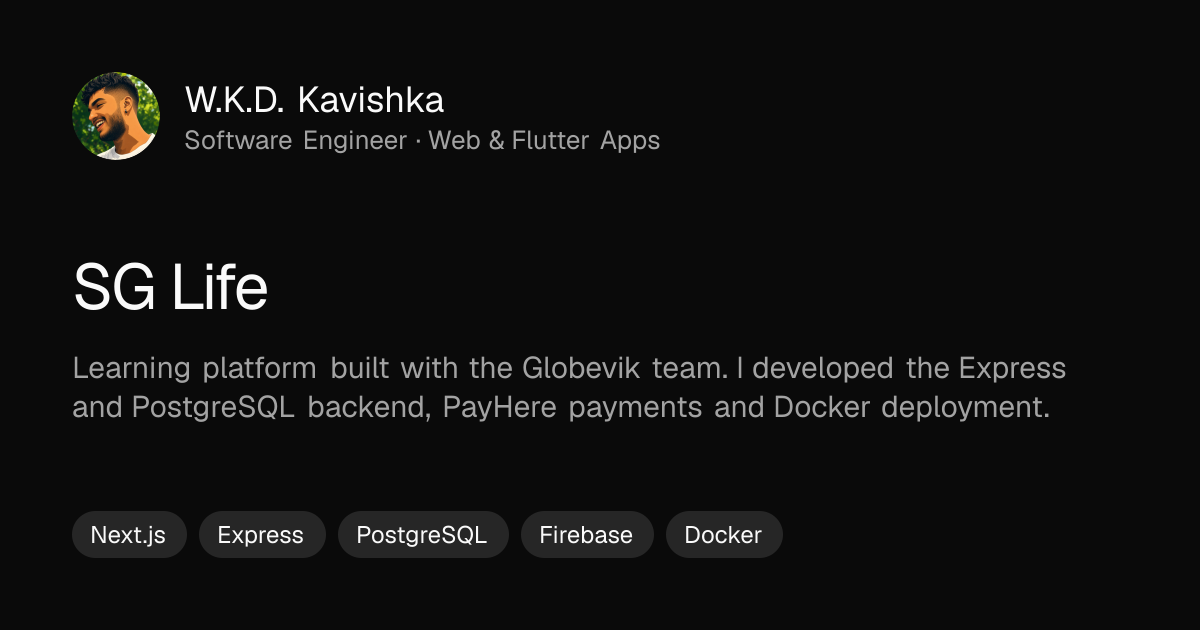 W.K.D. Kavishka
Software Engineer · Web & Flutter Apps
SG Life
Learning platform built with the Globevik team. I developed the Express
and PostgreSQL backend, PayHere payments and Docker deployment.
Next.js Express PostgreSQL Firebase Docker